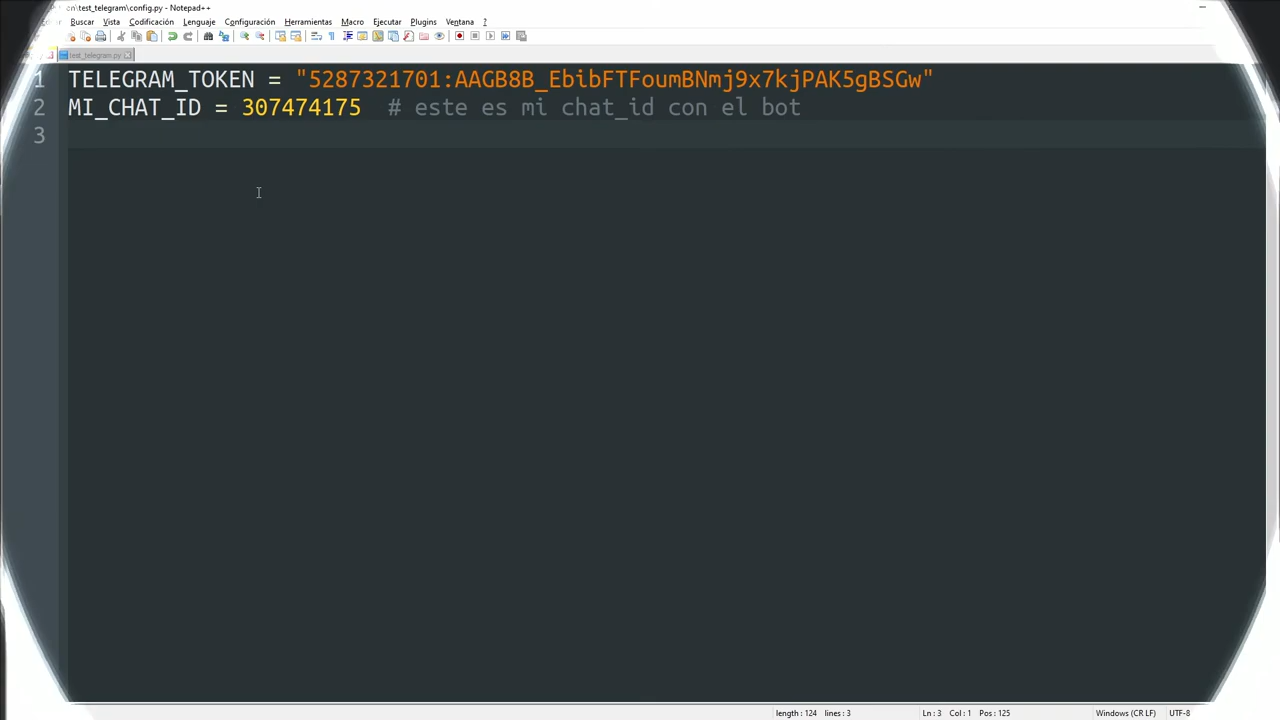 n\test_telegram\config.py - Notepad++
Buscar Vista Codificación Lenguaje Configuración Herramientas Macro Ejecutar Plugins Ventana ?
test_telegram.py
1 TELEGRAM_TOKEN = "5287321701:AAGB8B_EbibFTFoumBNmj9x7kjPAK5gBSGw"
2 MI_CHAT_ID = 307474175 # este es mi chat_id con el bot
3
length : 124 lines : 3 Ln : 3 Col : 1 Pos : 125 Windows (CR LF) UTF-8